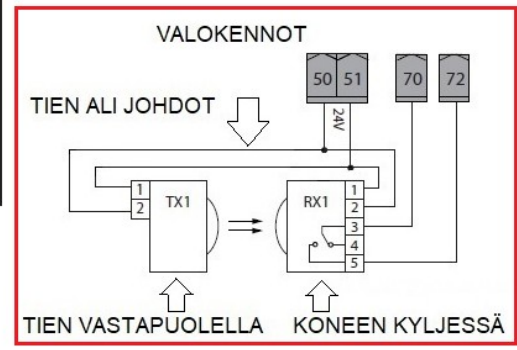 VALOKENNOT
50 51 70 72
24V
TIEN ALI JOHDOT
1
2
TX1
RX1
1
2
3
4
5
TIEN VASTAPUOLELLA
KONEEN KYLJESSÄ